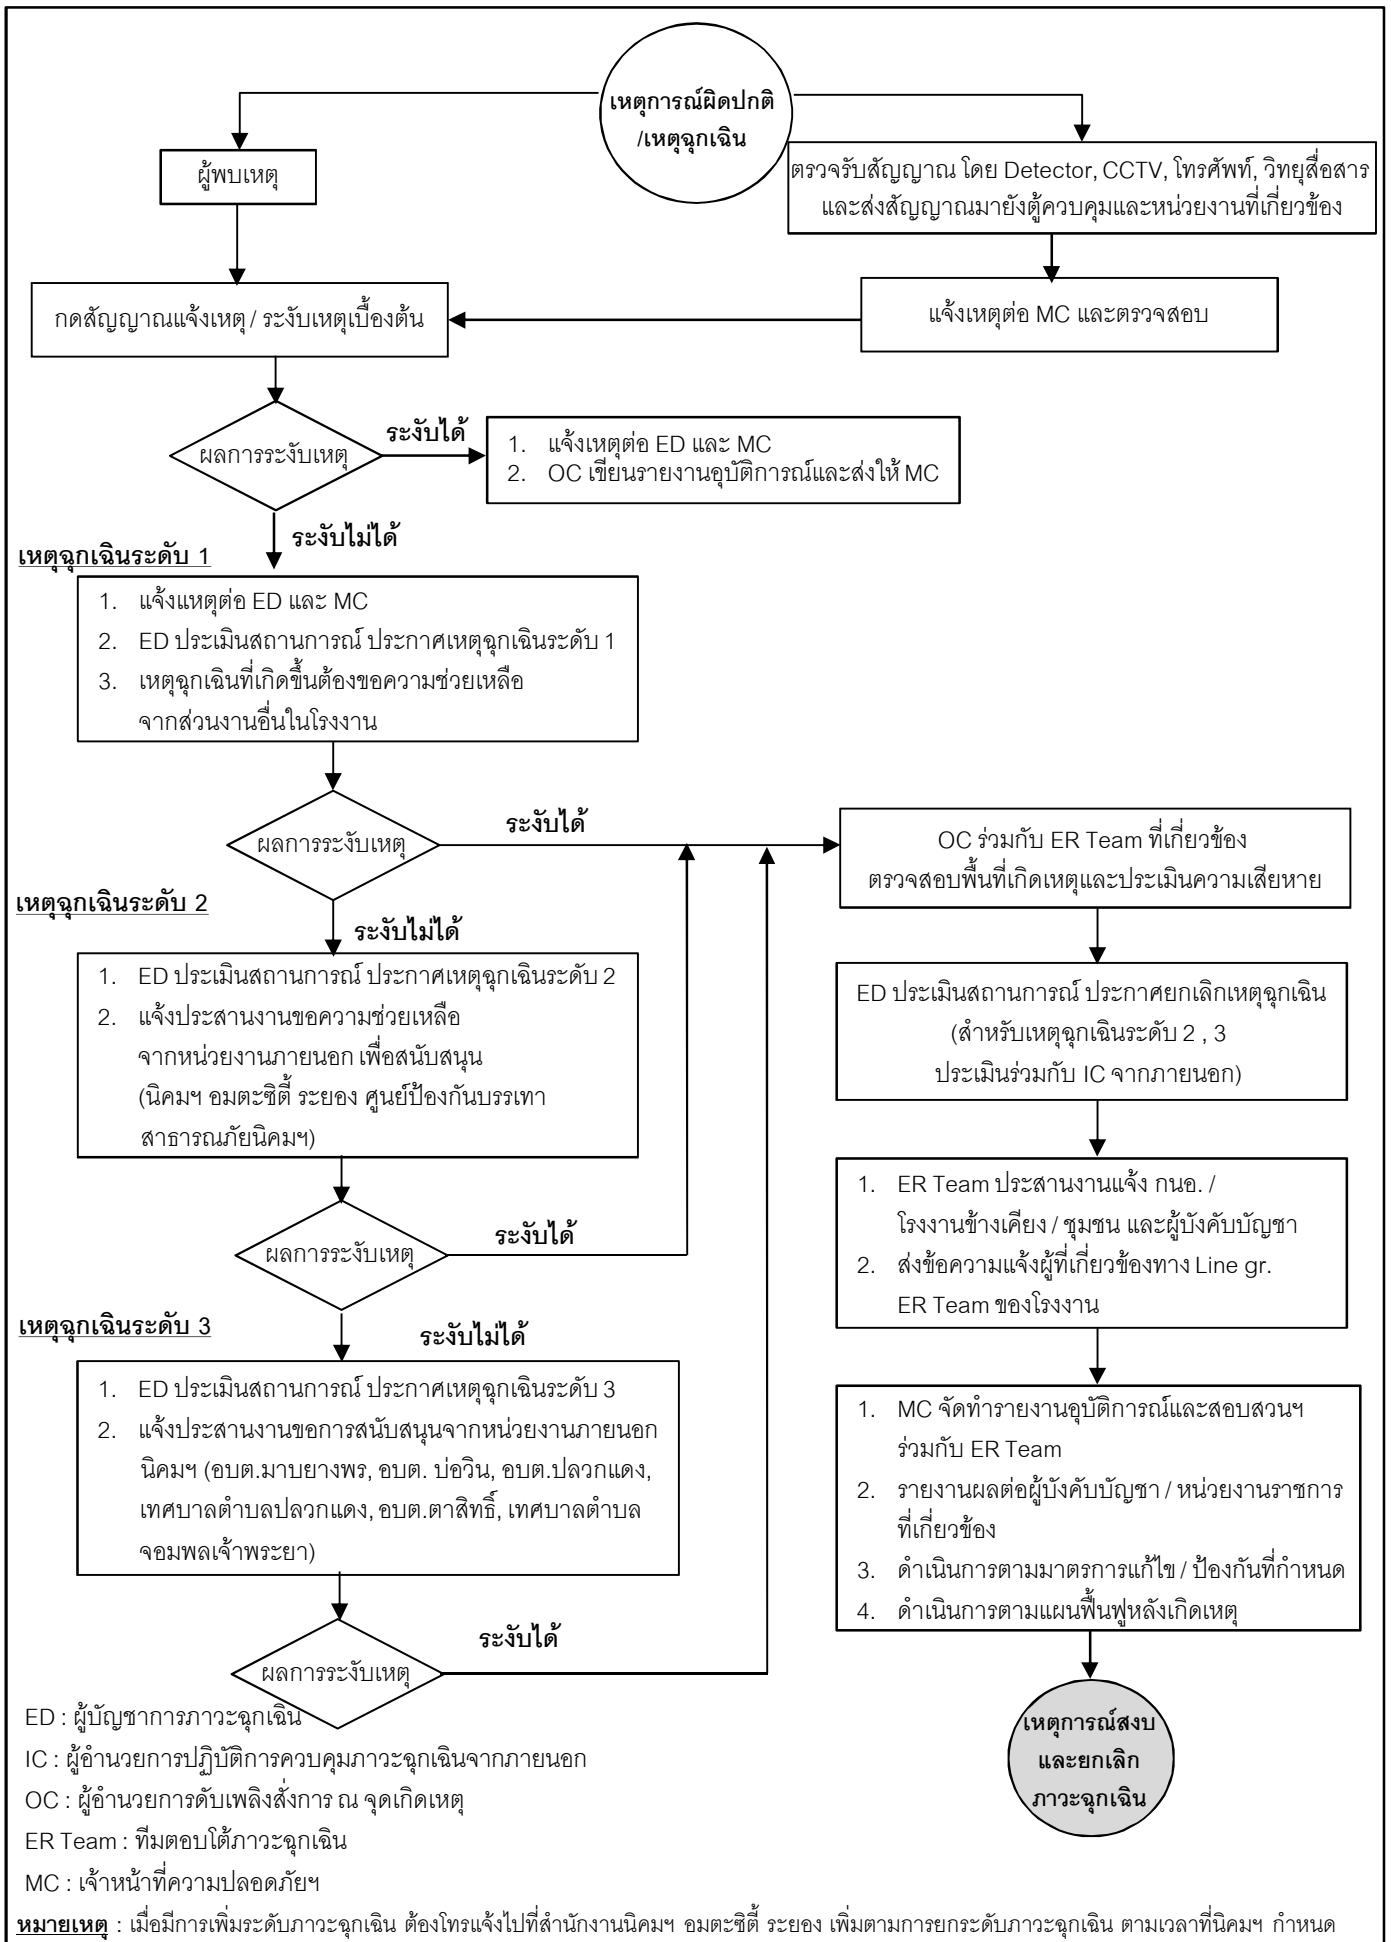 เหตุการณ์ผิดปกติ
/เหตุฉุกเฉิน
ผู้พบเหตุ
ตรวจรับสัญญาณ โดย Detector, CCTV, โทรศัพท์, วิทยุสื่อสาร
และส่งสัญญาณมายังตู้ควบคุมและหน่วยงานที่เกี่ยวข้อง
กดสัญญาณแจ้งเหตุ / ระงับเหตุเบื้องต้น
แจ้งเหตุต่อ MC และตรวจสอบ
ผลการระงับเหตุ
ระงับได้
1. แจ้งเหตุต่อ ED และ MC
2. OC เขียนรายงานอุบัติการณ์และส่งให้ MC
ระงับไม่ได้
เหตุฉุกเฉินระดับ 1
1. แจ้งแหตุต่อ ED และ MC
2. ED ประเมินสถานการณ์ ประกาศเหตุฉุกเฉินระดับ 1
3. เหตุฉุกเฉินที่เกิดขึ้นต้องขอความช่วยเหลือ
จากส่วนงานอื่นในโรงงาน
ผลการระงับเหตุ
ระงับได้
OC ร่วมกับ ER Team ที่เกี่ยวข้อง
ตรวจสอบพื้นที่เกิดเหตุและประเมินความเสียหาย
เหตุฉุกเฉินระดับ 2
ระงับไม่ได้
1. ED ประเมินสถานการณ์ ประกาศเหตุฉุกเฉินระดับ 2
2. แจ้งประสานงานขอความช่วยเหลือ
จากหน่วยงานภายนอก เพื่อสนับสนุน
(นิคมฯ อมตะซิตี้ ระยอง ศูนย์ป้องกันบรรเทา
สาธารณภัยนิคมฯ)
ED ประเมินสถานการณ์ ประกาศยกเลิกเหตุฉุกเฉิน
(สำหรับเหตุฉุกเฉินระดับ 2 , 3
ประเมินร่วมกับ IC จากภายนอก)
ผลการระงับเหตุ
ระงับได้
1. ER Team ประสานงานแจ้ง กนอ. /
โรงงานข้างเคียง / ชุมชน และผู้บังคับบัญชา
2. ส่งข้อความแจ้งผู้ที่เกี่ยวข้องทาง Line gr.
ER Team ของโรงงาน
เหตุฉุกเฉินระดับ 3
ระงับไม่ได้
1. ED ประเมินสถานการณ์ ประกาศเหตุฉุกเฉินระดับ 3
2. แจ้งประสานงานขอการสนับสนุนจากหน่วยงานภายนอก
นิคมฯ (อบต.มาบยางพร, อบต. บ่อวิน, อบต.ปลวกแดง,
เทศบาลตำบลปลวกแดง, อบต.ตาสิทธิ์, เทศบาลตำบล
จอมพลเจ้าพระยา)
1. MC จัดทำรายงานอุบัติการณ์และสอบสวนฯ
ร่วมกับ ER Team
2. รายงานผลต่อผู้บังคับบัญชา / หน่วยงานราชการ
ที่เกี่ยวข้อง
3. ดำเนินการตามมาตรการแก้ไข / ป้องกันที่กำหนด
4. ดำเนินการตามแผนฟื้นฟูหลังเกิดเหตุ
ผลการระงับเหตุ
ระงับได้
เหตุการณ์สงบ
และยกเลิก
ภาวะฉุกเฉิน
ED : ผู้บัญชาการภาวะฉุกเฉิน
IC : ผู้อำนวยการปฏิบัติการควบคุมภาวะฉุกเฉินจากภายนอก
OC : ผู้อำนวยการดับเพลิงสั่งการ ณ จุดเกิดเหตุ
ER Team : ทีมตอบโต้ภาวะฉุกเฉิน
MC : เจ้าหน้าที่ความปลอดภัยฯ
หมายเหตุ : เมื่อมีการเพิ่มระดับภาวะฉุกเฉิน ต้องโทรแจ้งไปที่สำนักงานนิคมฯ อมตะซิตี้ ระยอง เพิ่มตามการยกระดับภาวะฉุกเฉิน ตามเวลาที่นิคมฯ กำหนด